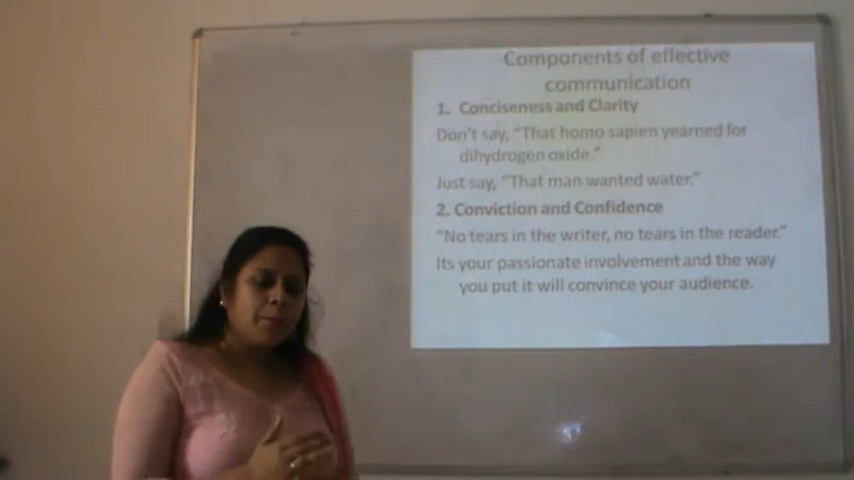 Components of effective
communication
1. Conciseness and Clarity
Don't say, "That homo sapien yearned for
dihydrogen oxide."
Just say, "That man wanted water."
2. Conviction and Confidence
"No tears in the writer, no tears in the reader."
Its your passionate involvement and the way
you put it will convince your audience.